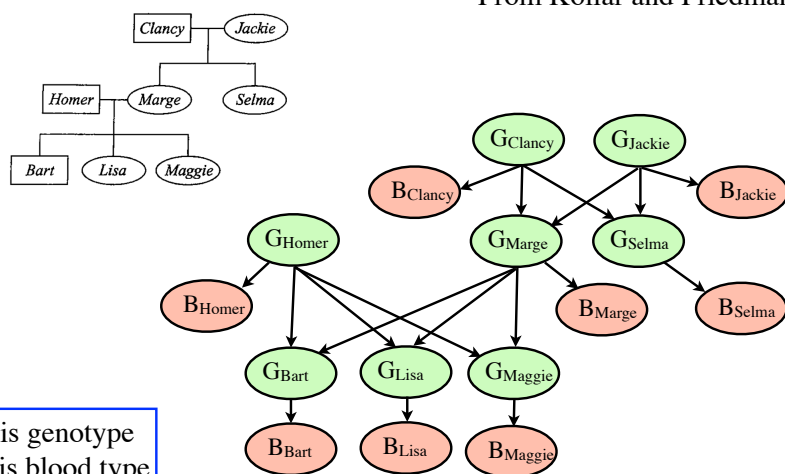 From Kollar and Friedman
Clancy Jackie
Homer Marge Selma
Bart Lisa Maggie
GClancy GJackie
BClancy BJackie
GHomer GMarge GSelma
BHomer BMarge BSelma
GBart GLisa GMaggie
is genotype
BBart BLisa BMaggie
is blood type